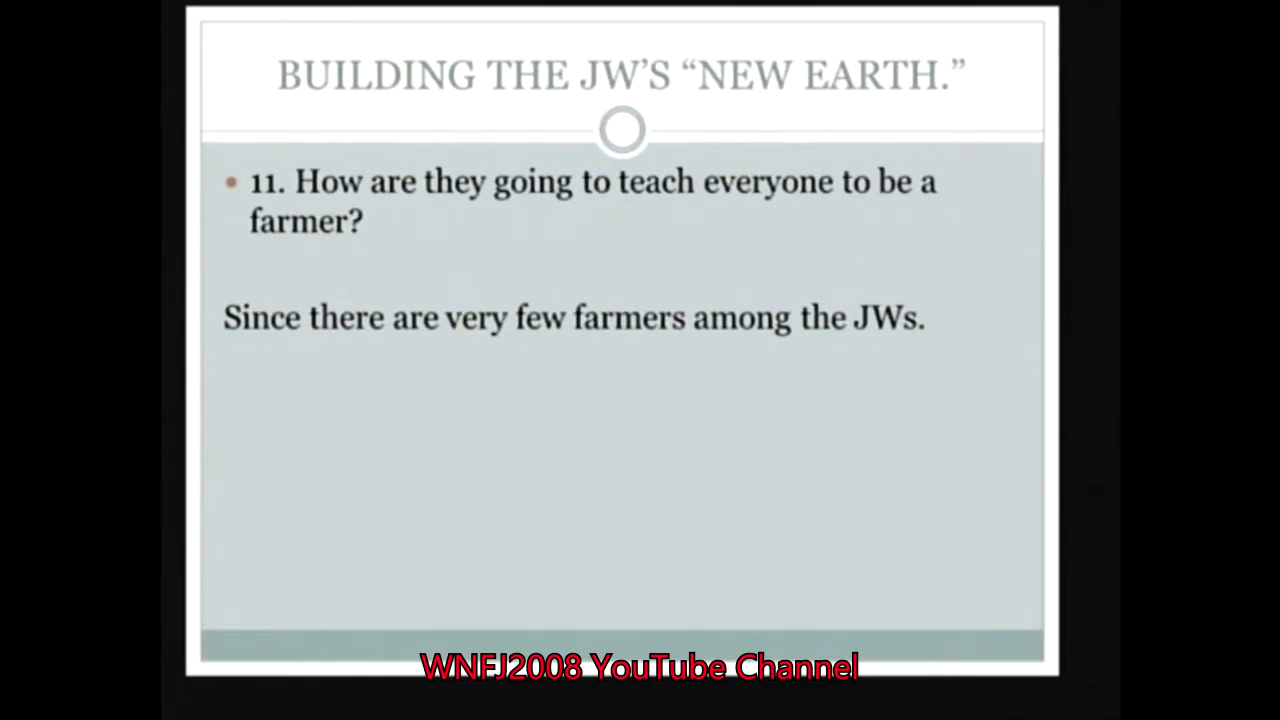 BUILDING THE JW'S “NEW EARTH.”
• 11. How are they going to teach everyone to be a
farmer?
Since there are very few farmers among the JWs.
WNFJ2008 YouTube Channel